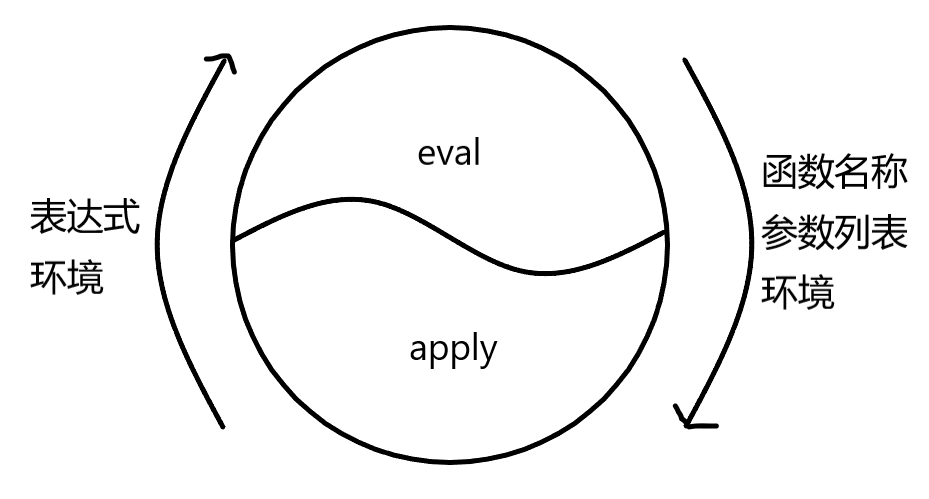 eval
表达式
环境
函数名称
参数列表
环境
apply